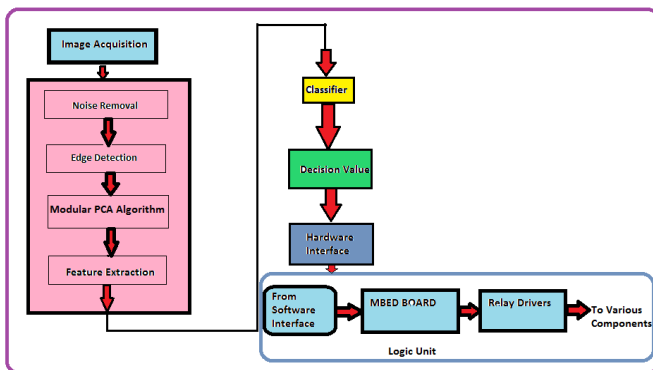 Image Acquisition
Noise Removal
Edge Detection
Modular PCA Algorithm
Feature Extraction
Classifier
Decision Value
Hardware
Interface
From
Software
Interface
MBED BOARD
Relay Drivers
To Various
Components
Logic Unit